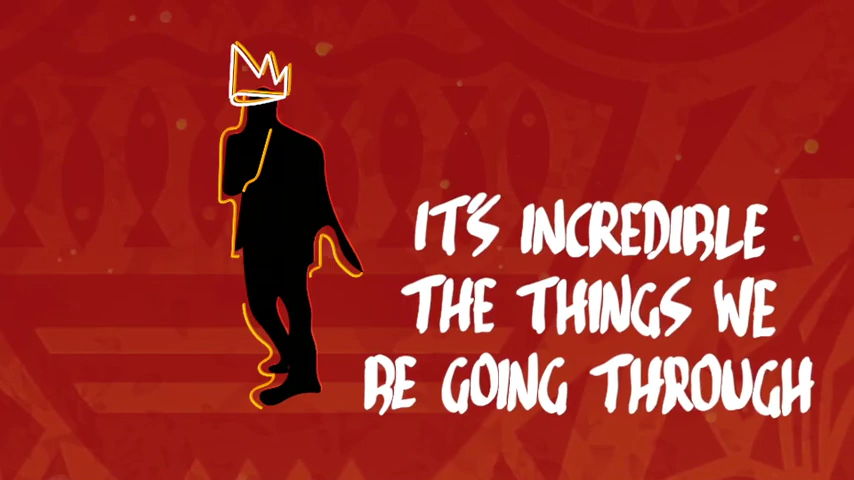 IT'S INCREDIBLE
THE THINGS WE
BE GOING THROUGH